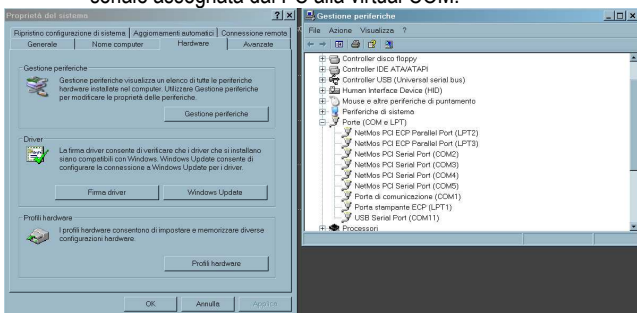 seriale assegnata dal PC alla virtual COM.
Proprietà del sistema
Ripristino configurazione di sistema
Aggiornamenti automatici
Connessione remota
Generale
Nome computer
Hardware
Avanzate
Gestione periferiche
Gestione periferiche visualizza un elenco di tutte le periferiche
hardware installate nel computer. Utilizzare Gestione periferiche
per modificare le proprietà delle periferiche.
Gestione periferiche
Driver
La firma driver consente di verificare che i driver che si installano
siano compatibili con Windows. Windows Update consente di
configurare la connessione a Windows Update per i driver.
Firma driver
Windows Update
Profili hardware
I profili hardware consentono di impostare e memorizzare diverse
configurazioni hardware.
Profili hardware
OK
Annulla
Applica
Gestione periferiche
File Azione Visualizza ?
Controller disco floppy
Controller IDE ATA/ATAPI
Controller USB (Universal serial bus)
Human Interface Device (HID)
Mouse e altre periferiche di puntamento
Periferiche di sistema
Porte (COM e LPT)
NetMos PCI ECP Parallel Port (LPT2)
NetMos PCI ECP Parallel Port (LPT3)
NetMos PCI Serial Port (COM2)
NetMos PCI Serial Port (COM3)
NetMos PCI Serial Port (COM4)
NetMos PCI Serial Port (COM5)
Porta di comunicazione (COM1)
Porta stampante ECP (LPT1)
USB Serial Port (COM11)
Processori